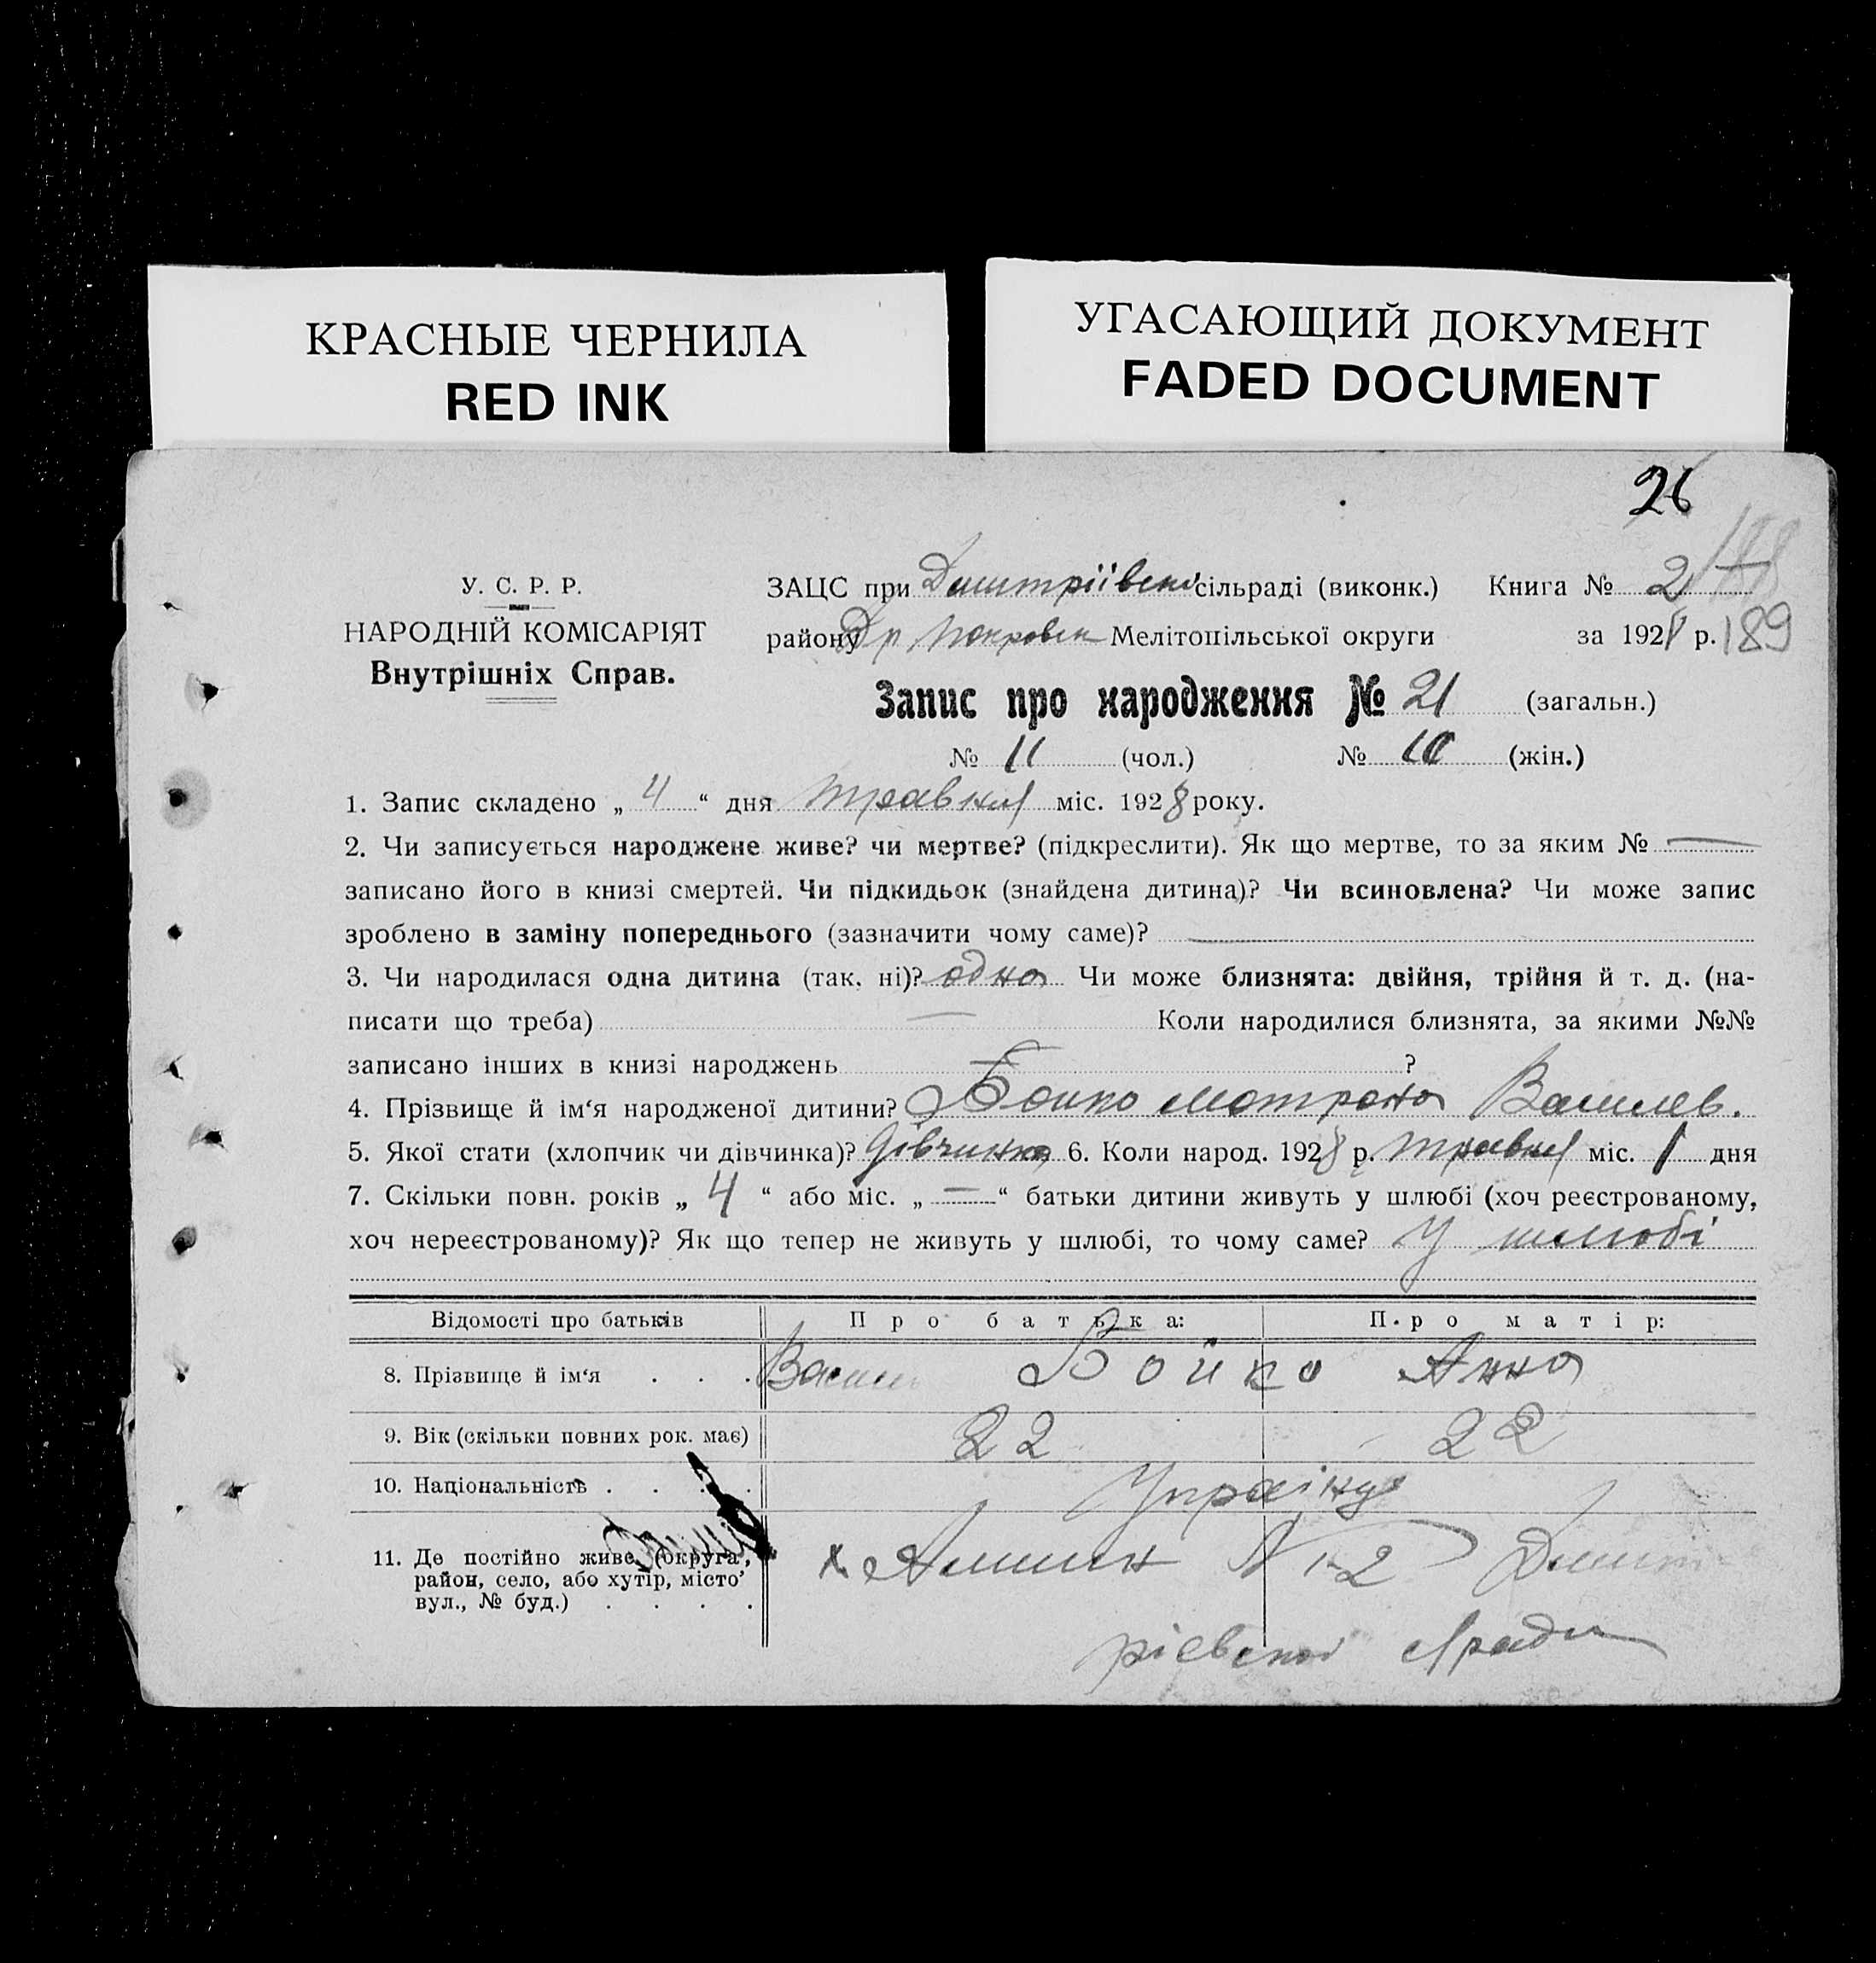 КРАСНЫЕ ЧЕРНИЛА
RED INK
УГАСАЮЩИЙ ДОКУМЕНТ
FADED DOCUMENT
26
У. С. Р. Р.
НАРОДНІЙ КОМІСАРІЯТ
Внутрішніх Справ.
ЗАЦС при Дмитріївській сільраді (виконк.) Книга № 2
району Мелітопільської округи за 1928 р. 189
Запис про народження № 21 (загальн.)
№ 11 (чол.) № 10 (жін.)
1. Запис складено „ 4 “ дня травня міс. 1928 року.
2. Чи записується народжене живе? чи мертве? (підкреслити). Як що мертве, то за яким № —
записано його в книзі смертей. Чи підкидьок (знайдена дитина)? Чи всиновлена? Чи може запис
зроблено в заміну попереднього (зазначити чому саме)? —
3. Чи народилася одна дитина (так, ні)? одна Чи може близнята: двійня, трійня й т. д. (на-
писати що треба) — Коли народилися близнята, за якими №№
записано інших в книзі народжень ?
4. Прізвище й ім‘я народженої дитини? Бойко Мотрона Василев.
5. Якої стати (хлопчик чи дівчинка)? дівчинка 6. Коли народ. 1928 р. травня міс. 1 дня
7. Скільки повн. років „ 4 “ або міс. „ — “ батьки дитини живуть у шлюбі (хоч реєстрованому,
хоч нереєстрованому)? Як що тепер не живуть у шлюбі, то чому саме? У шлюбі
Відомості про батьків Про батька: Про матір:
8. Прізвище й ім‘я . . . Василь Бойко Анна
9. Вік (скільки повних рок. має) 22 22
10. Національність . . . . Українці
11. Де постійно живе, (округа,
район, село, або хутір, місто
вул., № буд.) . . . .
х. № 2 Дмит-
ріевської с/ради